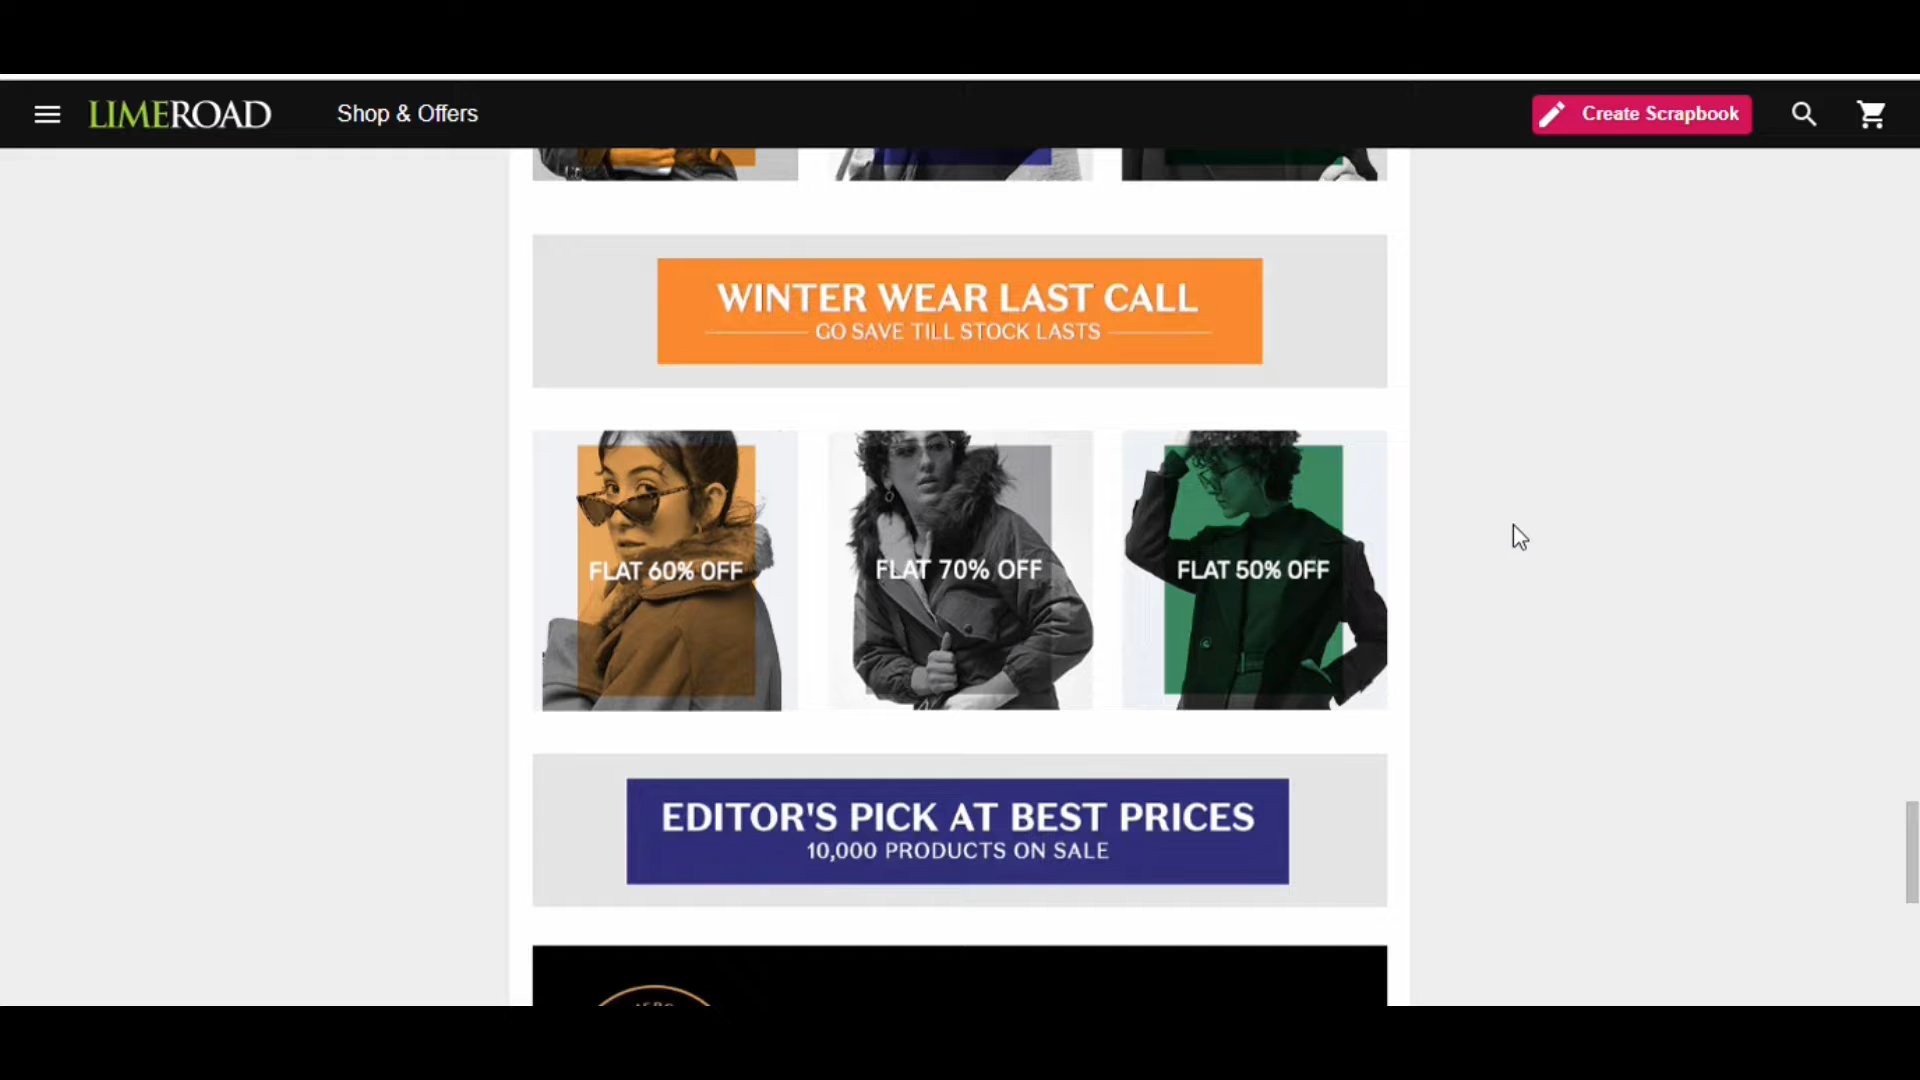 LIMEROAD
Shop & Offers
Create Scrapbook
WINTER WEAR LAST CALL
GO SAVE TILL STOCK LASTS
FLAT 60% OFF
FLAT 70% OFF
FLAT 50% OFF
EDITOR'S PICK AT BEST PRICES
10,000 PRODUCTS ON SALE